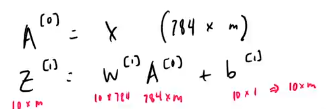 A^[0] = X (784 × m)
Z^[1] = W^[1] A^[0] + b^[1]
10 × m 10 × 784 784 × m 10 × 1 ⇒ 10 × m